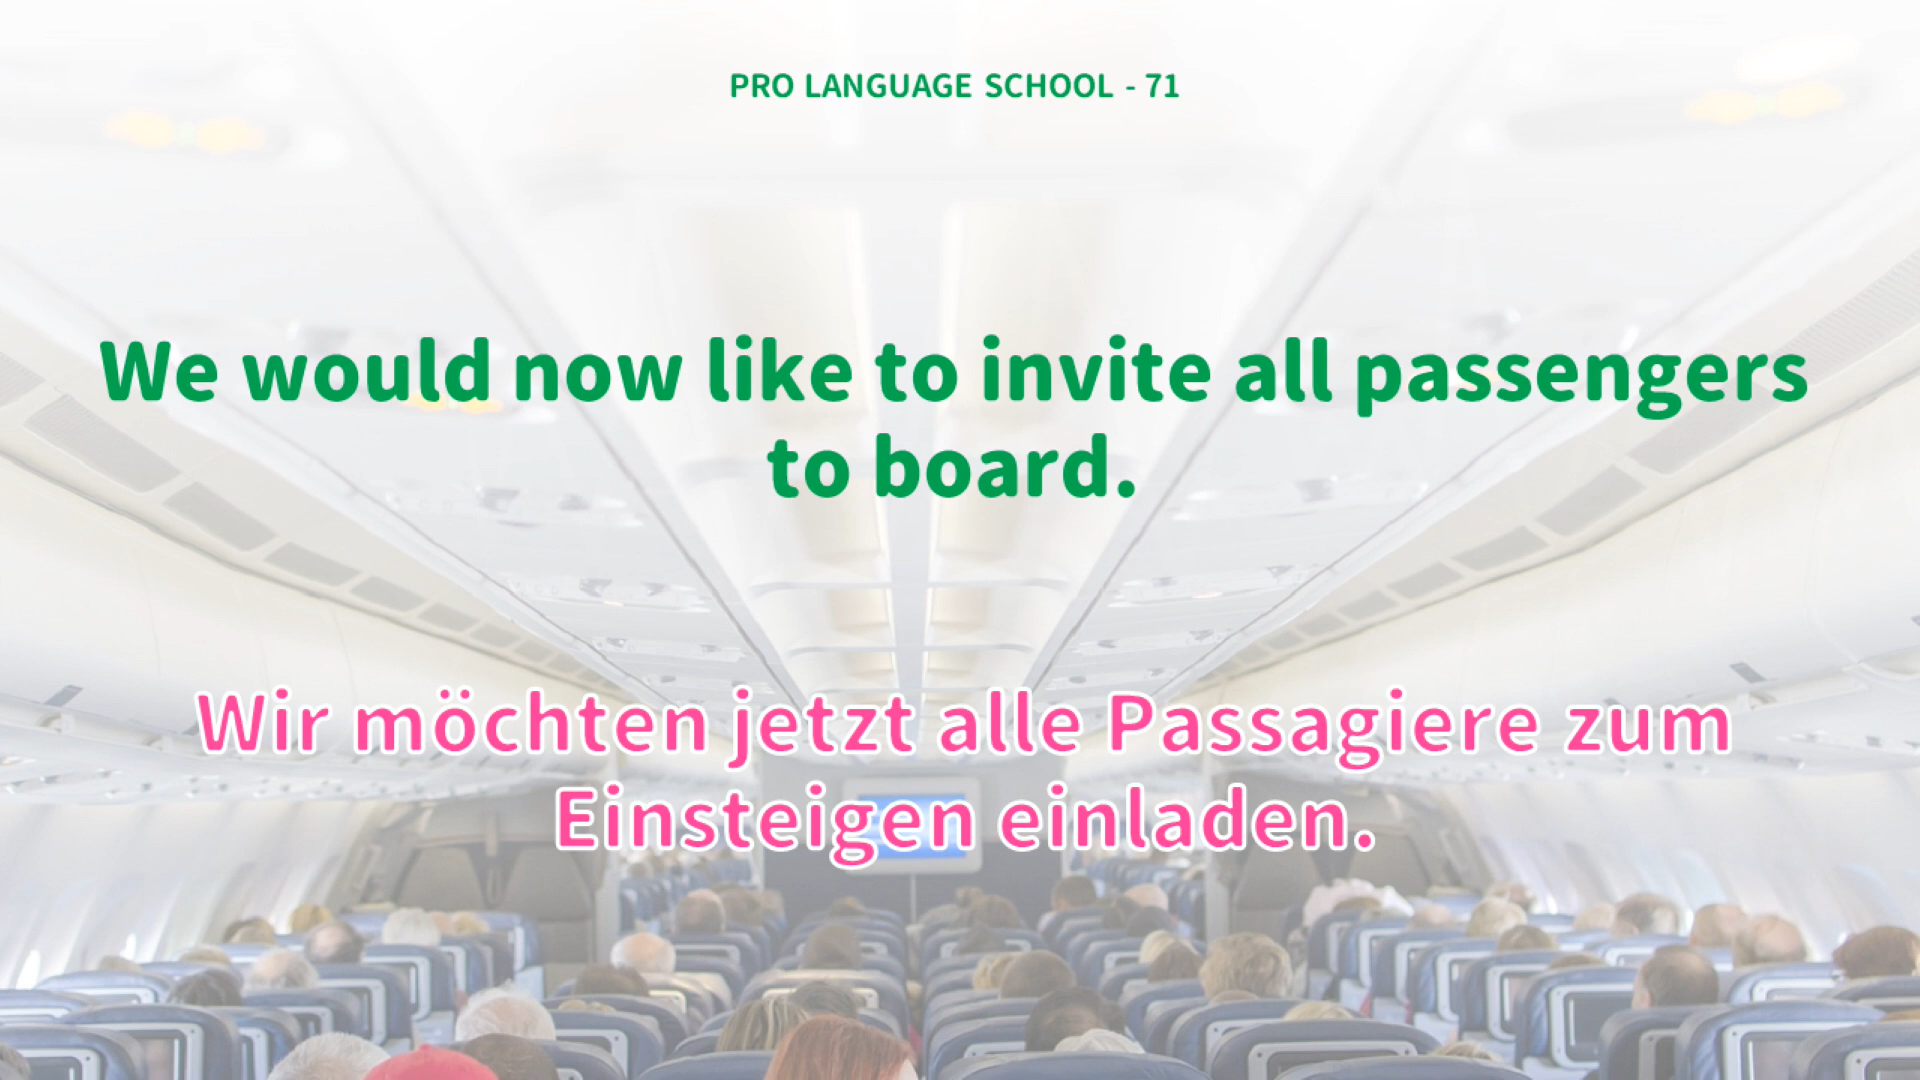 PRO LANGUAGE SCHOOL - 71
We would now like to invite all passengers
to board.
Wir möchten jetzt alle Passagiere zum
Einsteigen einladen.